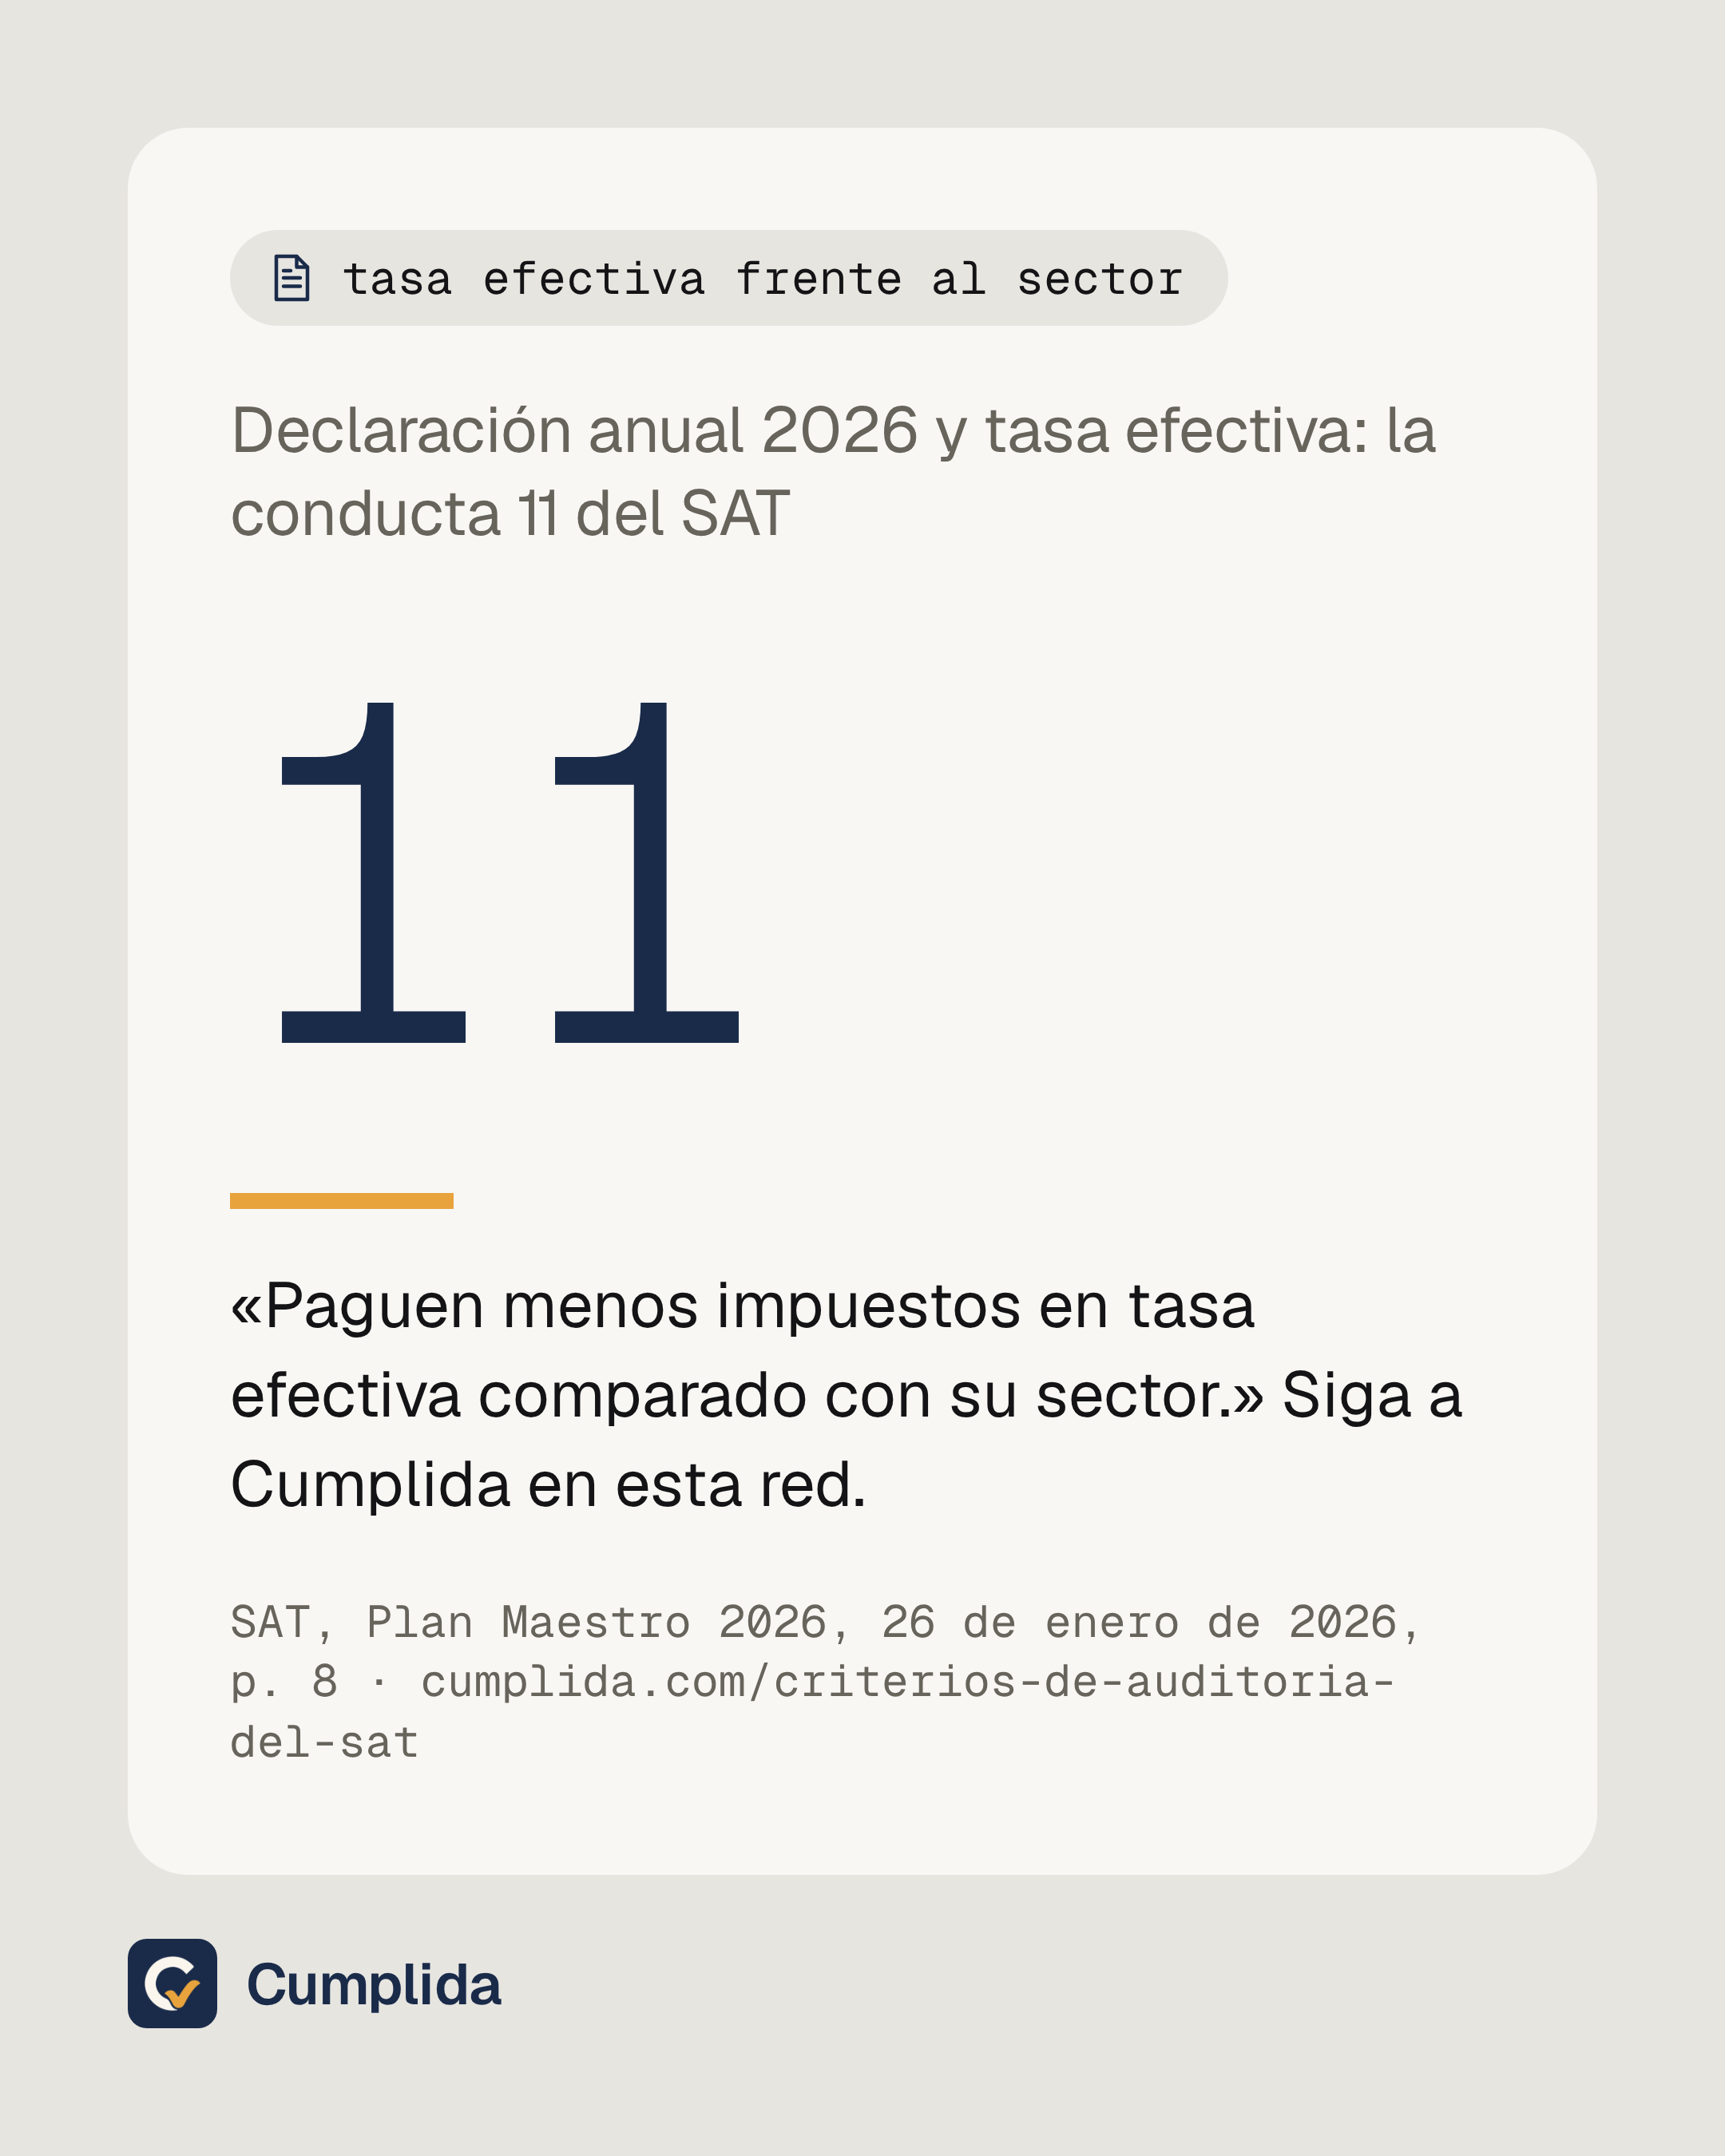 tasa efectiva frente al sector
Declaración anual 2026 y tasa efectiva: la
conducta 11 del SAT
11
«Paguen menos impuestos en tasa
efectiva comparado con su sector.» Siga a
Cumplida en esta red.
SAT, Plan Maestro 2026, 26 de enero de 2026,
p. 8 · cumplida.com/criterios-de-auditoria-
del-sat
Cumplida